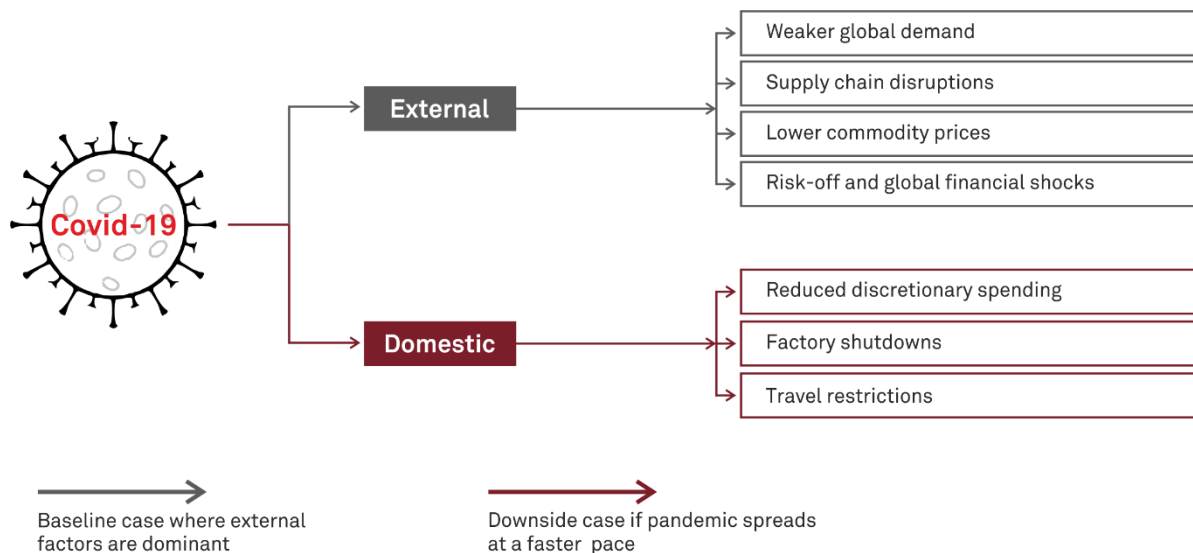 Covid-19
External
Weaker global demand
Supply chain disruptions
Lower commodity prices
Risk-off and global financial shocks
Domestic
Reduced discretionary spending
Factory shutdowns
Travel restrictions
Baseline case where external
factors are dominant
Downside case if pandemic spreads
at a faster pace